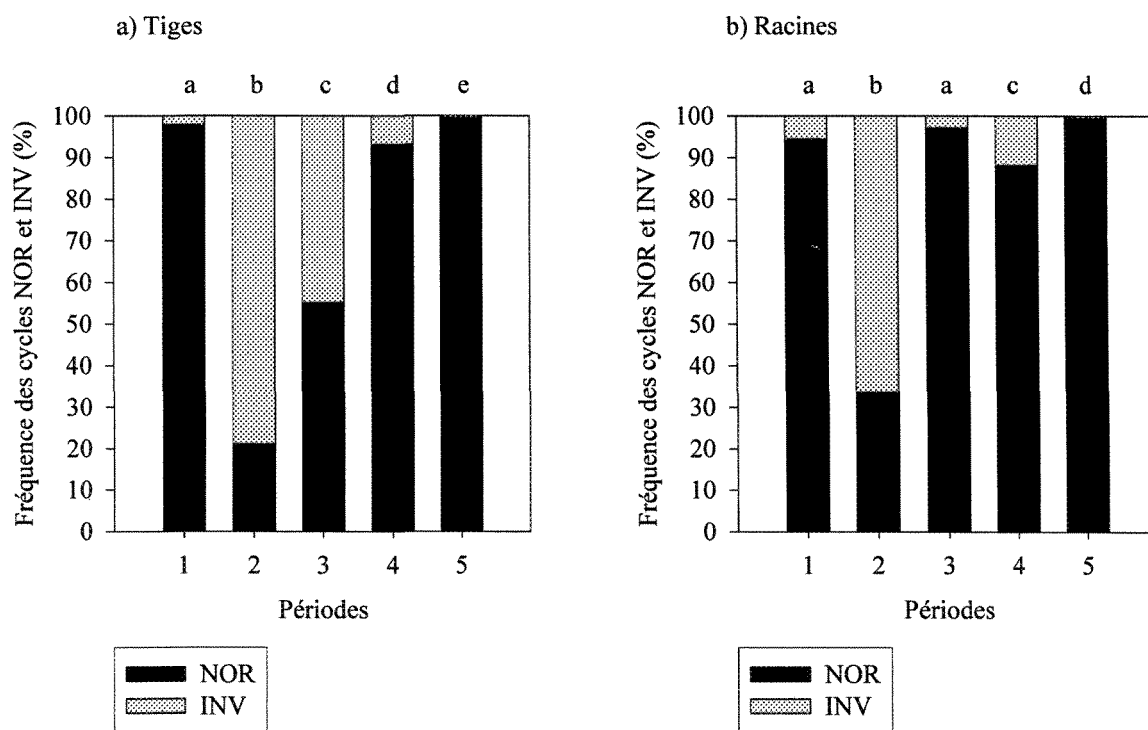 a) Tiges
a b c d e
Fréquence des cycles NOR et INV (%)
100
90
80
70
60
50
40
30
20
10
0
1 2 3 4 5
Périodes
NOR
INV
b) Racines
a b a c d
Fréquence des cycles NOR et INV (%)
100
90
80
70
60
50
40
30
20
10
0
1 2 3 4 5
Périodes
NOR
INV